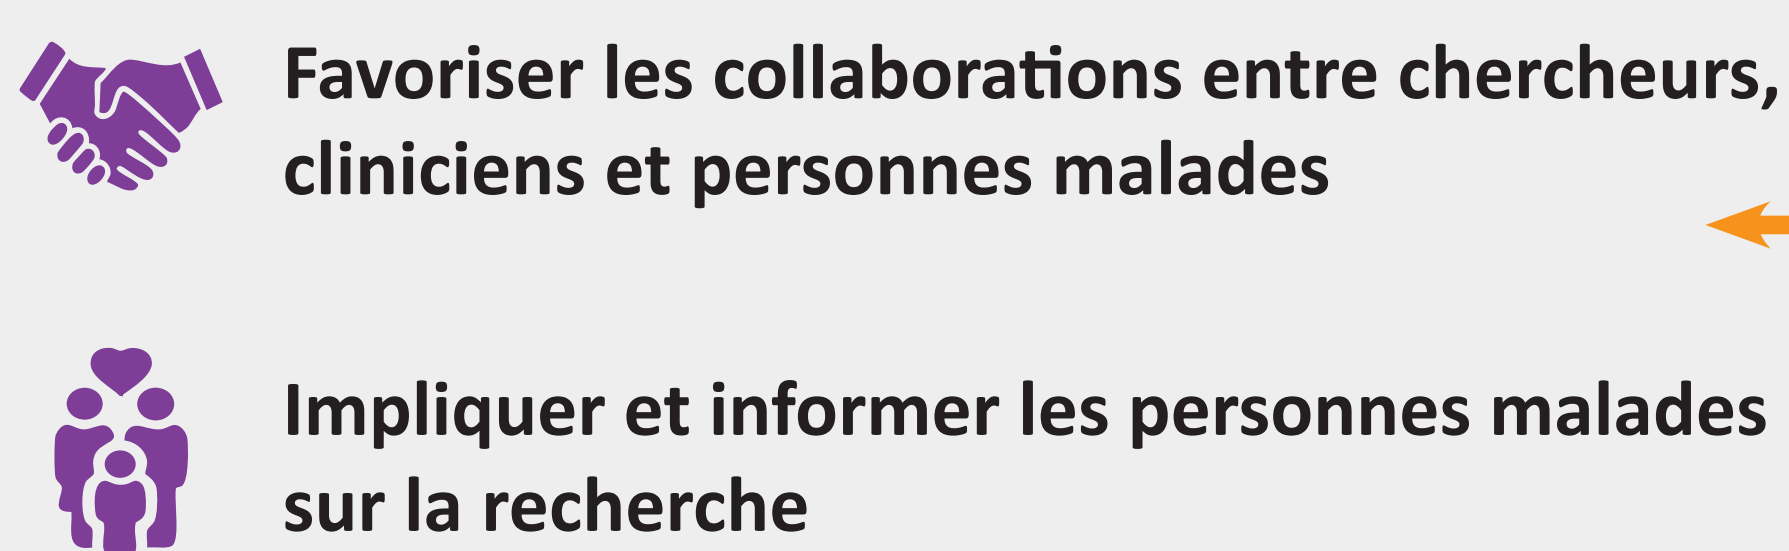 Favoriser les collaborations entre chercheurs,
cliniciens et personnes malades
Impliquer et informer les personnes malades
sur la recherche